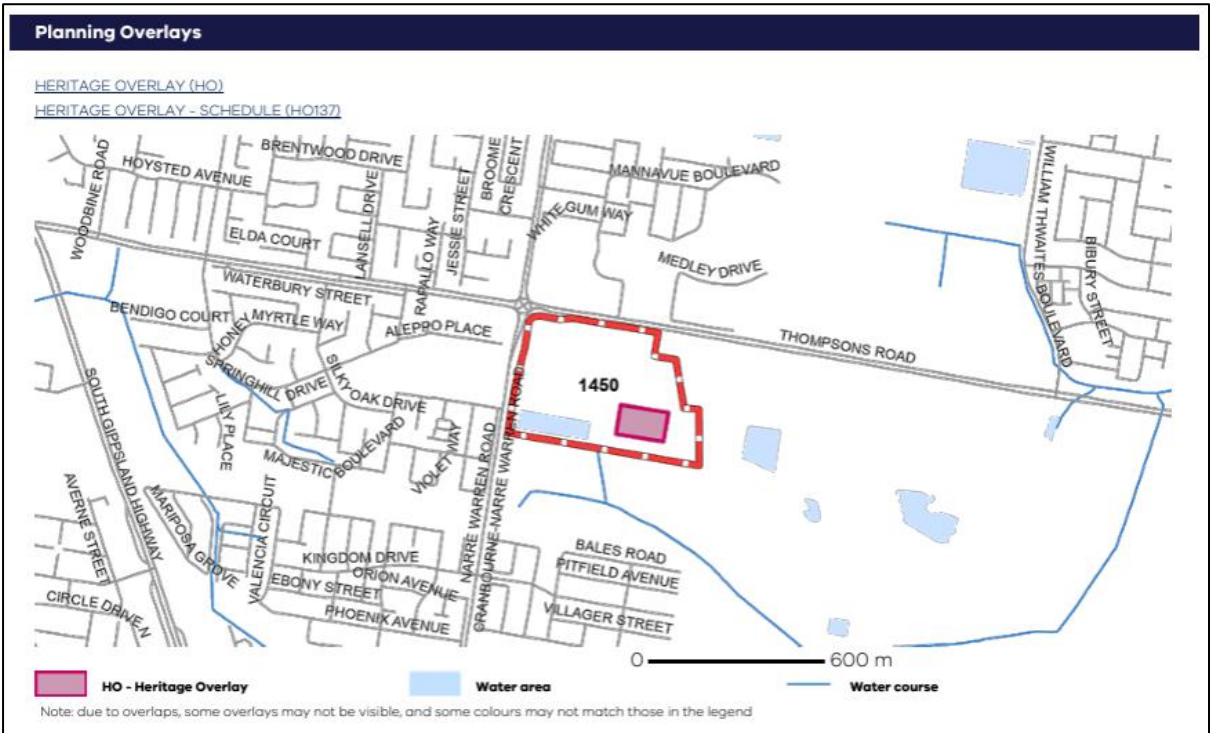 Planning Overlays
HERITAGE OVERLAY (HO)
HERITAGE OVERLAY - SCHEDULE (HO137)
WOODBINE ROAD
HOYSTED AVENUE
BRENTWOOD DRIVE
ELDA COURT
LANSELL DRIVE
RAPALLO WAY
JESSIE STREET
BROOME
CRESCENT
WHITE GUM WAY
MANNAVUE BOULEVARD
MEDLEY DRIVE
WILLIAM THWAITES BOULEVARD
BIBURY STREET
WATERBURY STREET
BENDIGO COURT
MYRTLE WAY
ALEPPO PLACE
THOMPSONS ROAD
HONEY
SPRINGHILL DRIVE
SILKY OAK DRIVE
1450
SOUTH GIPPSLAND HIGHWAY
LILY PLACE
MAJESTIC BOULEVARD
VIOLET WAY
NARRE WARREN ROAD
CRANBOURNE-NARRE WARREN ROAD
AVERNE STREET
MARIPOSA GROVE
VALENCIA CIRCUIT
KINGDOM DRIVE
ORION AVENUE
EBONY STREET
PHOENIX AVENUE
BALES ROAD
PITFIELD AVENUE
VILLAGER STREET
CIRCLE DRIVE N
0 600 m
HO - Heritage Overlay
Water area
Water course
Note: due to overlaps, some overlays may not be visible, and some colours may not match those in the legend